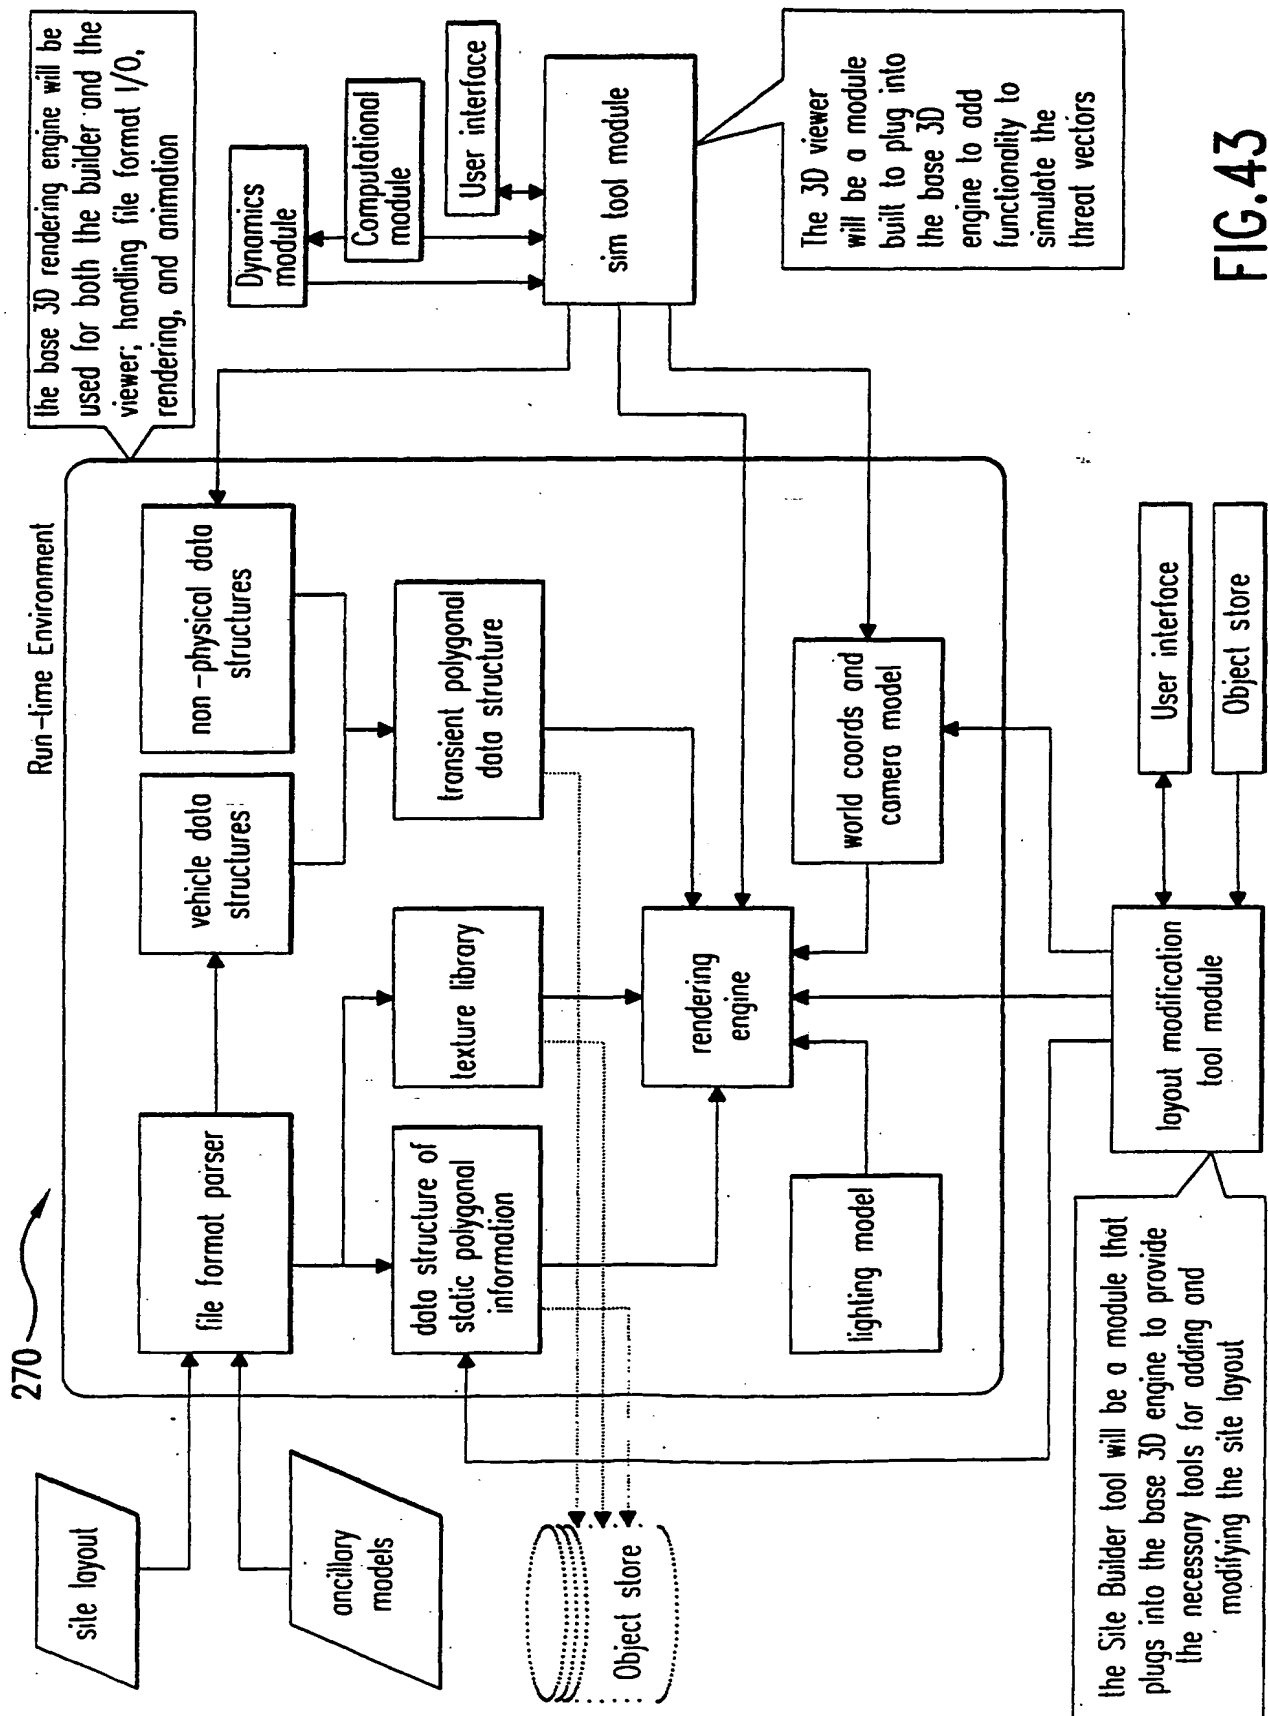 270
Run-time Environment
the base 3D rendering engine will be
used for both the builder and the
viewer; handling file format I/O,
rendering, and animation
site layout
ancillary
models
file format parser
vehicle data
structures
non-physical data
structures
Dynamics
module
Computational
module
User interface
data structure of
static polygonal
information
texture library
transient polygonal
data structure
sim tool module
Object store
rendering
engine
lighting model
world coords and
camera model
The 3D viewer
will be a module
built to plug into
the base 3D
engine to add
functionality to
simulate the
threat vectors
the Site Builder tool will be a module that
plugs into the base 3D engine to provide
the necessary tools for adding and
modifying the site layout
layout modification
tool module
User interface
Object store
FIG.43